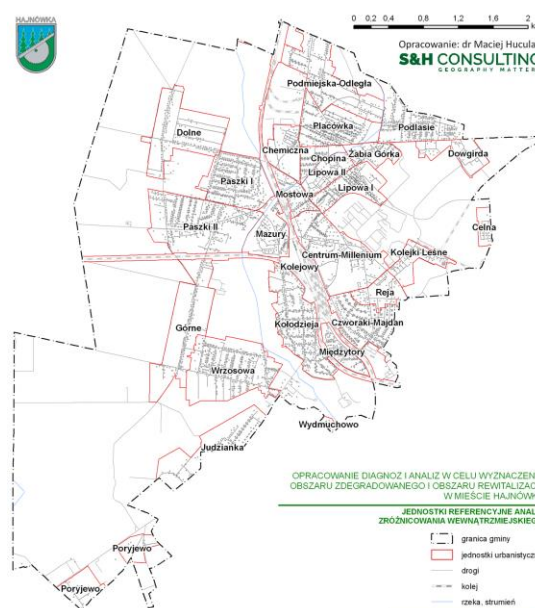 HAJNÓWKA
0 0,2 0,4 0,8 1,2 1,6 2
Opracowanie: dr Maciej Hucula
S&H CONSULTING
GEOGRAPHY MATTER
Podmiejska-Odległa
Placówka
Podlasie
Dolne
Chemiczna
Chopina
Żabia Górka
Dowgirda
Lipowa II
Paszki I
Lipowa I
Mostowa
Paszki II
Celna
Mazury
Centrum-Millenium
Kolejki Leśne
Kolejowy
Reja
Górne
Kołodzieja
Czworaki-Majdan
Międzytory
Wrzosowa
Wydmuchowo
Judzianka
OPRACOWANIE DIAGNOZ I ANALIZ W CELU WYZNACZEN
OBSZARU ZDEGRADOWANEGO I OBSZARU REWITALIZAC
W MIEŚCIE HAJNÓWK
JEDNOSTKI REFERENCYJNE ANAL
ZRÓŻNICOWANIA WEWNĄTRZMIEJSKIEG
granica gminy
jednostki urbanistyczn
drogi
kolej
rzeka, strumień
Poryjewo
Poryjewo